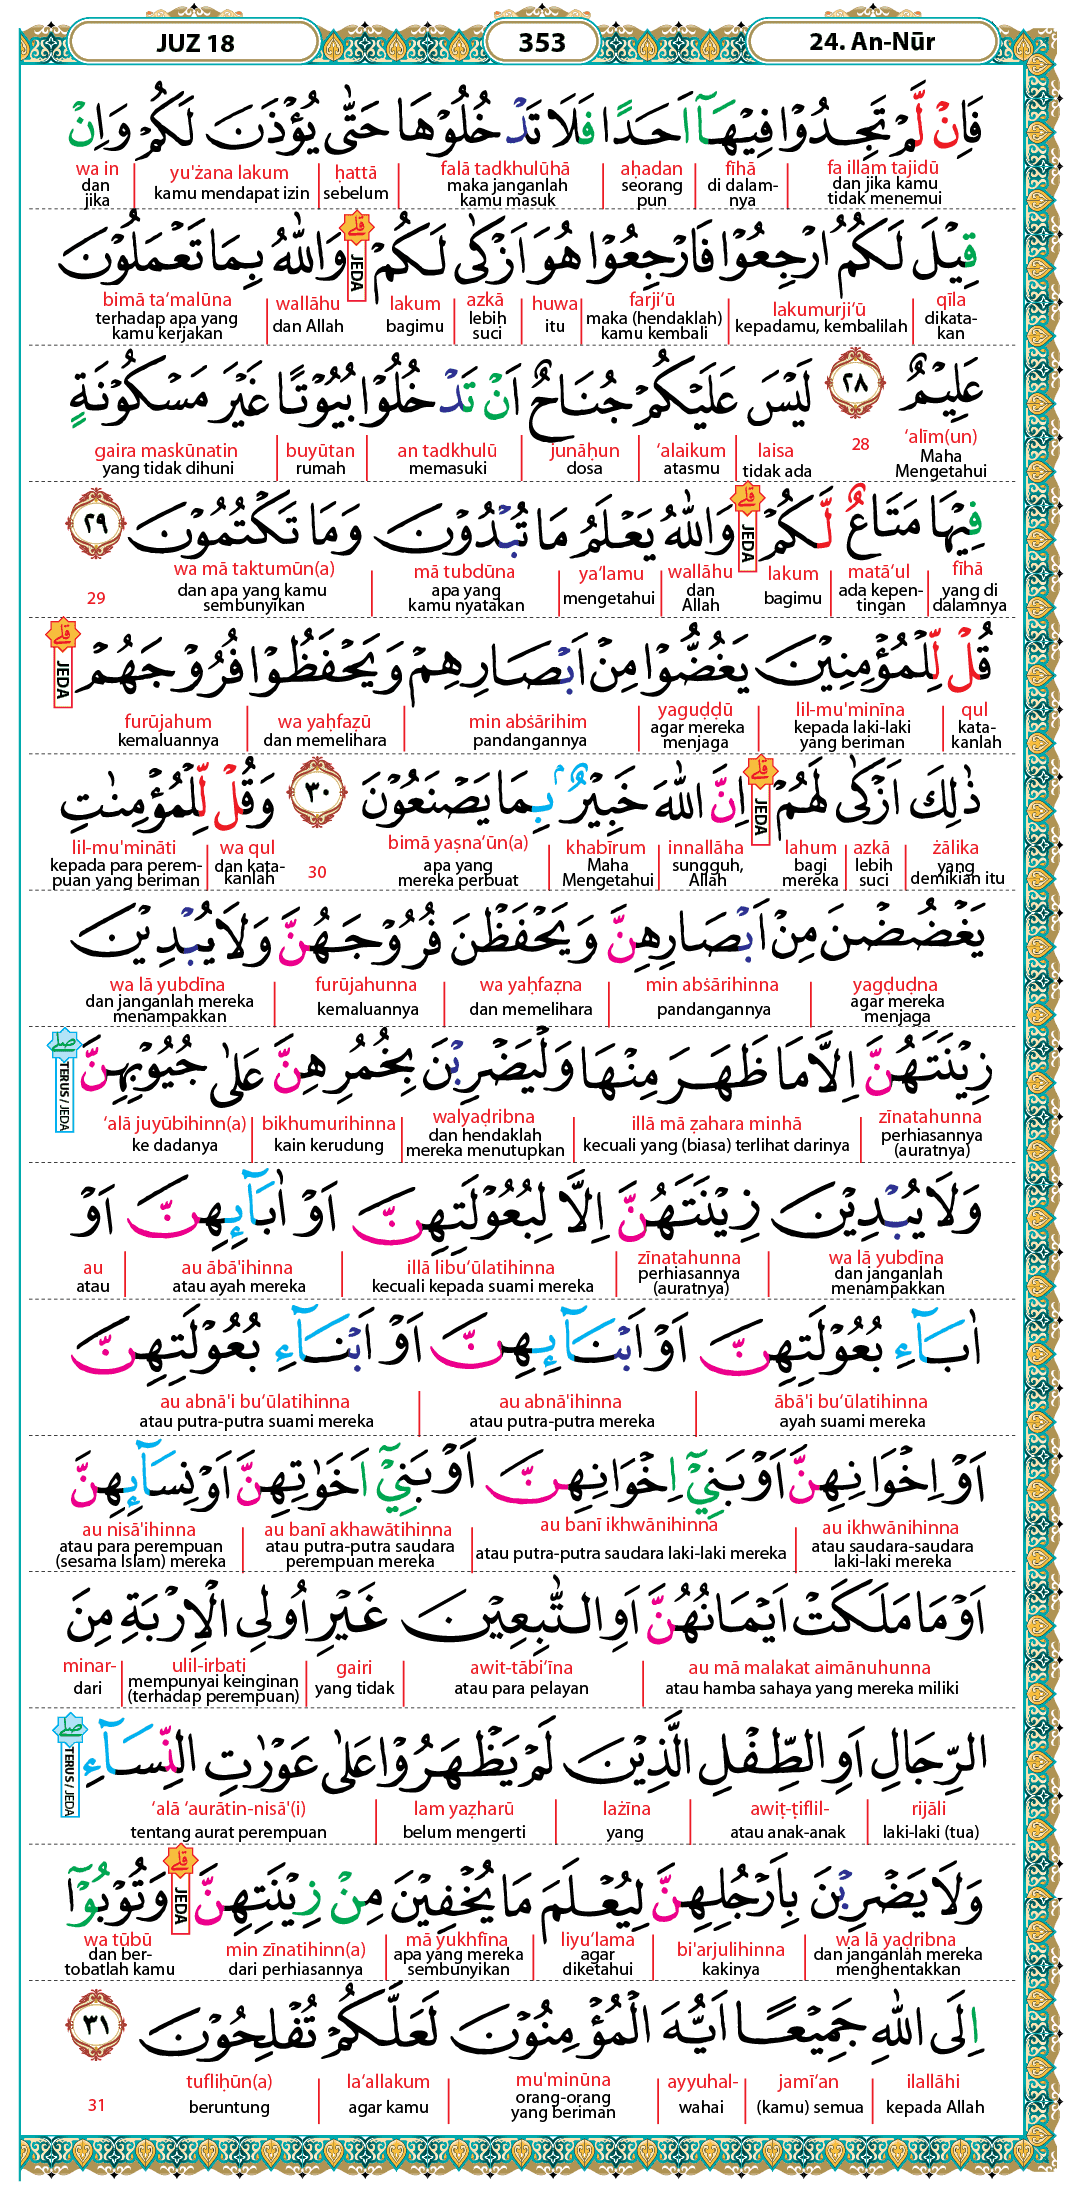 JUZ 18 353 24. An-Nūr
فَاِنْ لَّمْ تَجِدُوْا فِيْهَآ اَحَدًا فَلَا تَدْخُلُوْهَا حَتّٰى يُؤْذَنَ لَكُمْ وَاِنْ
fa illam tajidū fīhā aḥadan falā tadkhulūhā ḥattā yu'żana lakum wa in
dan jika kamu tidak menemui di dalam-nya seorang pun maka janganlah kamu masuk sebelum kamu mendapat izin dan jika
قِيْلَ لَكُمُ ارْجِعُوْا فَارْجِعُوْا هُوَ اَزْكٰى لَكُمْ ۗ JEDA وَاللّٰهُ بِمَا تَعْمَلُوْنَ
qīla lakumurji‘ū farji‘ū huwa azkā lakum wallāhu bimā ta‘malūna
dikata-kan kepadamu, kembalilah maka (hendaklah) kamu kembali itu lebih suci bagimu dan Allah terhadap apa yang kamu kerjakan
عَلِيْمٌ ٢٨ لَيْسَ عَلَيْكُمْ جُنَاحٌ اَنْ تَدْخُلُوْا بُيُوْتًا غَيْرَ مَسْكُوْنَةٍ
‘alīm(un) 28 laisa ‘alaikum junāḥun an tadkhulū buyūtan gaira maskūnatin
Maha Mengetahui tidak ada atasmu dosa memasuki rumah yang tidak dihuni
فِيْهَا مَتَاعٌ لَّكُمْ ۗ JEDA وَاللّٰهُ يَعْلَمُ مَا تُبْدُوْنَ وَمَا تَكْتُمُوْنَ ٢٩
fīhā matā‘ul lakum wallāhu ya‘lamu mā tubdūna wa mā taktumūn(a) 29
yang di dalamnya ada kepen-tingan bagimu dan Allah mengetahui apa yang kamu nyatakan dan apa yang kamu sembunyikan
قُلْ لِّلْمُؤْمِنِيْنَ يَغُضُّوْا مِنْ اَبْصَارِهِمْ وَيَحْفَظُوْا فُرُوْجَهُمْ ۗ JEDA
qul lil-mu'minīna yaguḍḍū min abśārihim wa yaḥfaẓū furūjahum
kata-kanlah kepada laki-laki yang beriman agar mereka menjaga pandangannya dan memelihara kemaluannya
ذٰلِكَ اَزْكٰى لَهُمْ ۗ JEDA اِنَّ اللّٰهَ خَبِيْرٌۢ بِمَا يَصْنَعُوْنَ ٣٠ وَقُلْ لِّلْمُؤْمِنٰتِ
żālika azkā lahum innallāha khabīrum bimā yaṣna‘ūn(a) 30 wa qul lil-mu'mināti
yang demikian itu lebih suci bagi mereka sungguh, Allah Maha Mengetahui apa yang mereka perbuat dan kata-kanlah kepada para perem-puan yang beriman
يَغْضُضْنَ مِنْ اَبْصَارِهِنَّ وَيَحْفَظْنَ فُرُوْجَهُنَّ وَلَا يُبْدِيْنَ
yagḍuḍna min abśārihinna wa yaḥfaẓna furūjahunna wa lā yubdīna
agar mereka menjaga pandangannya dan memelihara kemaluannya dan janganlah mereka menampakkan
زِيْنَتَهُنَّ اِلَّا مَا ظَهَرَ مِنْهَا وَلْيَضْرِبْنَ بِخُمُرِهِنَّ عَلٰى جُيُوْبِهِنَّ ۖ TERUS / JEDA
zīnatahunna illā mā ẓahara minhā walyaḍribna bikhumurihinna ‘alā juyūbihinn(a)
perhiasannya (auratnya) kecuali yang (biasa) terlihat darinya dan hendaklah mereka menutupkan kain kerudung ke dadanya
وَلَا يُبْدِيْنَ زِيْنَتَهُنَّ اِلَّا لِبُعُوْلَتِهِنَّ اَوْ اٰبَاۤىِٕهِنَّ اَوْ
wa lā yubdīna zīnatahunna illā libu‘ūlatihinna au ābā'ihinna au
dan janganlah menampakkan perhiasannya (auratnya) kecuali kepada suami mereka atau ayah mereka atau
اٰبَاۤءِ بُعُوْلَتِهِنَّ اَوْ اَبْنَاۤىِٕهِنَّ اَوْ اَبْنَاۤءِ بُعُوْلَتِهِنَّ
ābā'i bu‘ūlatihinna au abnā'ihinna au abnā'i bu‘ūlatihinna
ayah suami mereka atau putra-putra mereka atau putra-putra suami mereka
اَوْ اِخْوَانِهِنَّ اَوْ بَنِيْٓ اِخْوَانِهِنَّ اَوْ بَنِيْٓ اَخَوٰتِهِنَّ اَوْ نِسَاۤىِٕهِنَّ
au ikhwānihinna au banī ikhwānihinna au banī akhawātihinna au nisā'ihinna
atau saudara-saudara laki-laki mereka atau putra-putra saudara laki-laki mereka atau putra-putra saudara perempuan mereka atau para perempuan (sesama Islam) mereka
اَوْ مَا مَلَكَتْ اَيْمَانُهُنَّ اَوِ التّٰبِعِيْنَ غَيْرِ اُولِى الْاِرْبَةِ مِنَ
au mā malakat aimānuhunna awit-tābi‘īna gairi ulil-irbati minar-
atau hamba sahaya yang mereka miliki atau para pelayan yang tidak mempunyai keinginan (terhadap perempuan) dari
الرِّجَالِ اَوِ الطِّفْلِ الَّذِيْنَ لَمْ يَظْهَرُوْا عَلٰى عَوْرٰتِ النِّسَاۤءِ ۖ TERUS / JEDA
rijāli awiṭ-ṭiflil- lażīna lam yaẓharū ‘alā ‘aurātin-nisā'(i)
laki-laki (tua) atau anak-anak yang belum mengerti tentang aurat perempuan
وَلَا يَضْرِبْنَ بِاَرْجُلِهِنَّ لِيُعْلَمَ مَا يُخْفِيْنَ مِنْ زِيْنَتِهِنَّ ۗ JEDA وَتُوْبُوْٓا
wa lā yaḍribna bi'arjulihinna liyu‘lama mā yukhfīna min zīnatihinn(a) wa tūbū
dan janganlah mereka menghentakkan kakinya agar diketahui apa yang mereka sembunyikan dari perhiasannya dan ber-tobatlah kamu
اِلَى اللّٰهِ جَمِيْعًا اَيُّهَ الْمُؤْمِنُوْنَ لَعَلَّكُمْ تُفْلِحُوْنَ ٣١
ilallāhi jamī‘an ayyuhal- mu'minūna la‘allakum tufliḥūn(a) 31
kepada Allah (kamu) semua wahai orang-orang yang beriman agar kamu beruntung